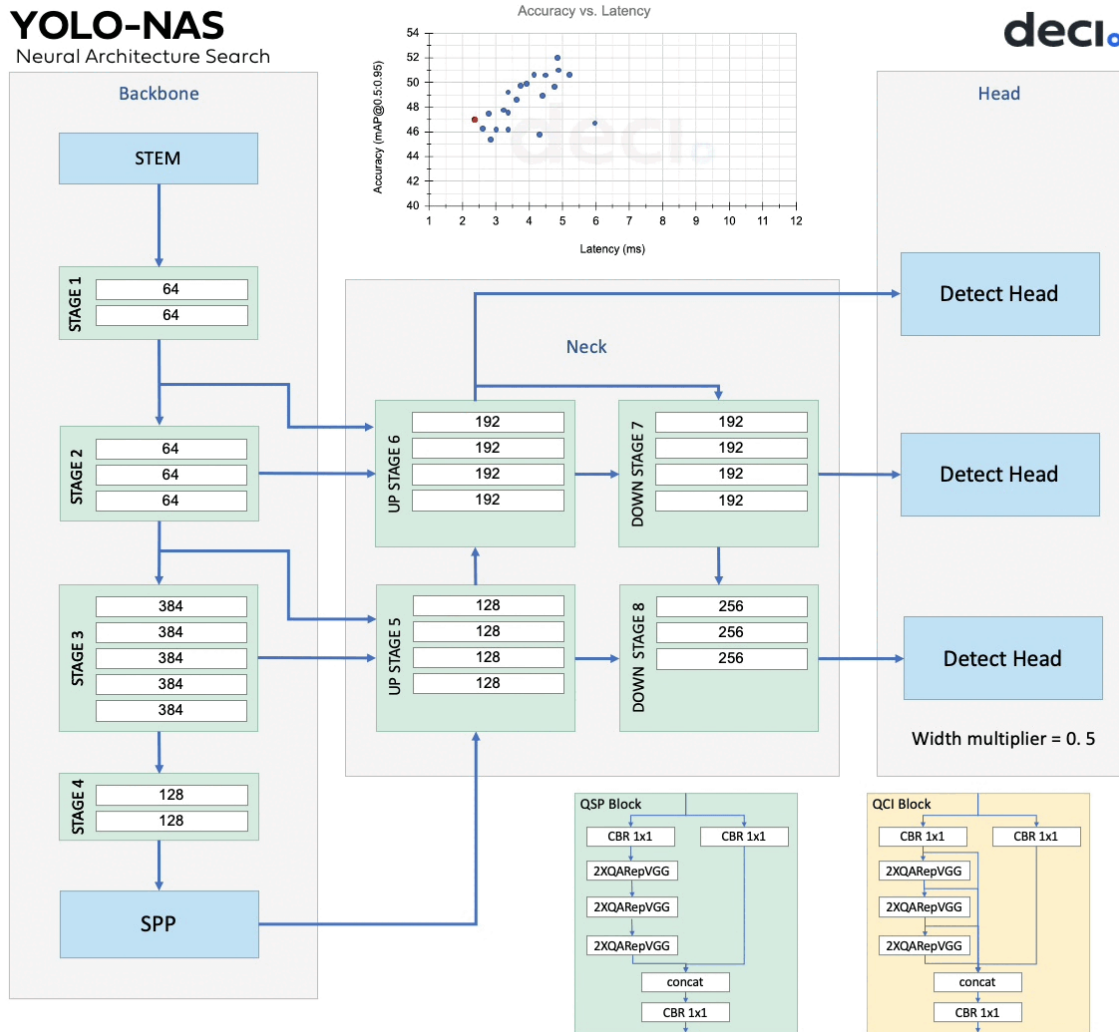 YOLO-NAS
Neural Architecture Search
deci.
Accuracy vs. Latency
Accuracy (mAP@0.5:0.95)
54
52
50
48
46
44
42
40
1 2 3 4 5 6 7 8 9 10 11 12
Latency (ms)
deci.
Backbone
STEM
STAGE 1
64
64
STAGE 2
64
64
64
STAGE 3
384
384
384
384
384
STAGE 4
128
128
SPP
Neck
UP STAGE 6
192
192
192
192
DOWN STAGE 7
192
192
192
192
UP STAGE 5
128
128
128
128
DOWN STAGE 8
256
256
256
Head
Detect Head
Detect Head
Detect Head
Width multiplier = 0. 5
QSP Block
CBR 1x1
CBR 1x1
2XQARepVGG
2XQARepVGG
2XQARepVGG
concat
CBR 1x1
QCI Block
CBR 1x1
CBR 1x1
2XQARepVGG
2XQARepVGG
2XQARepVGG
concat
CBR 1x1